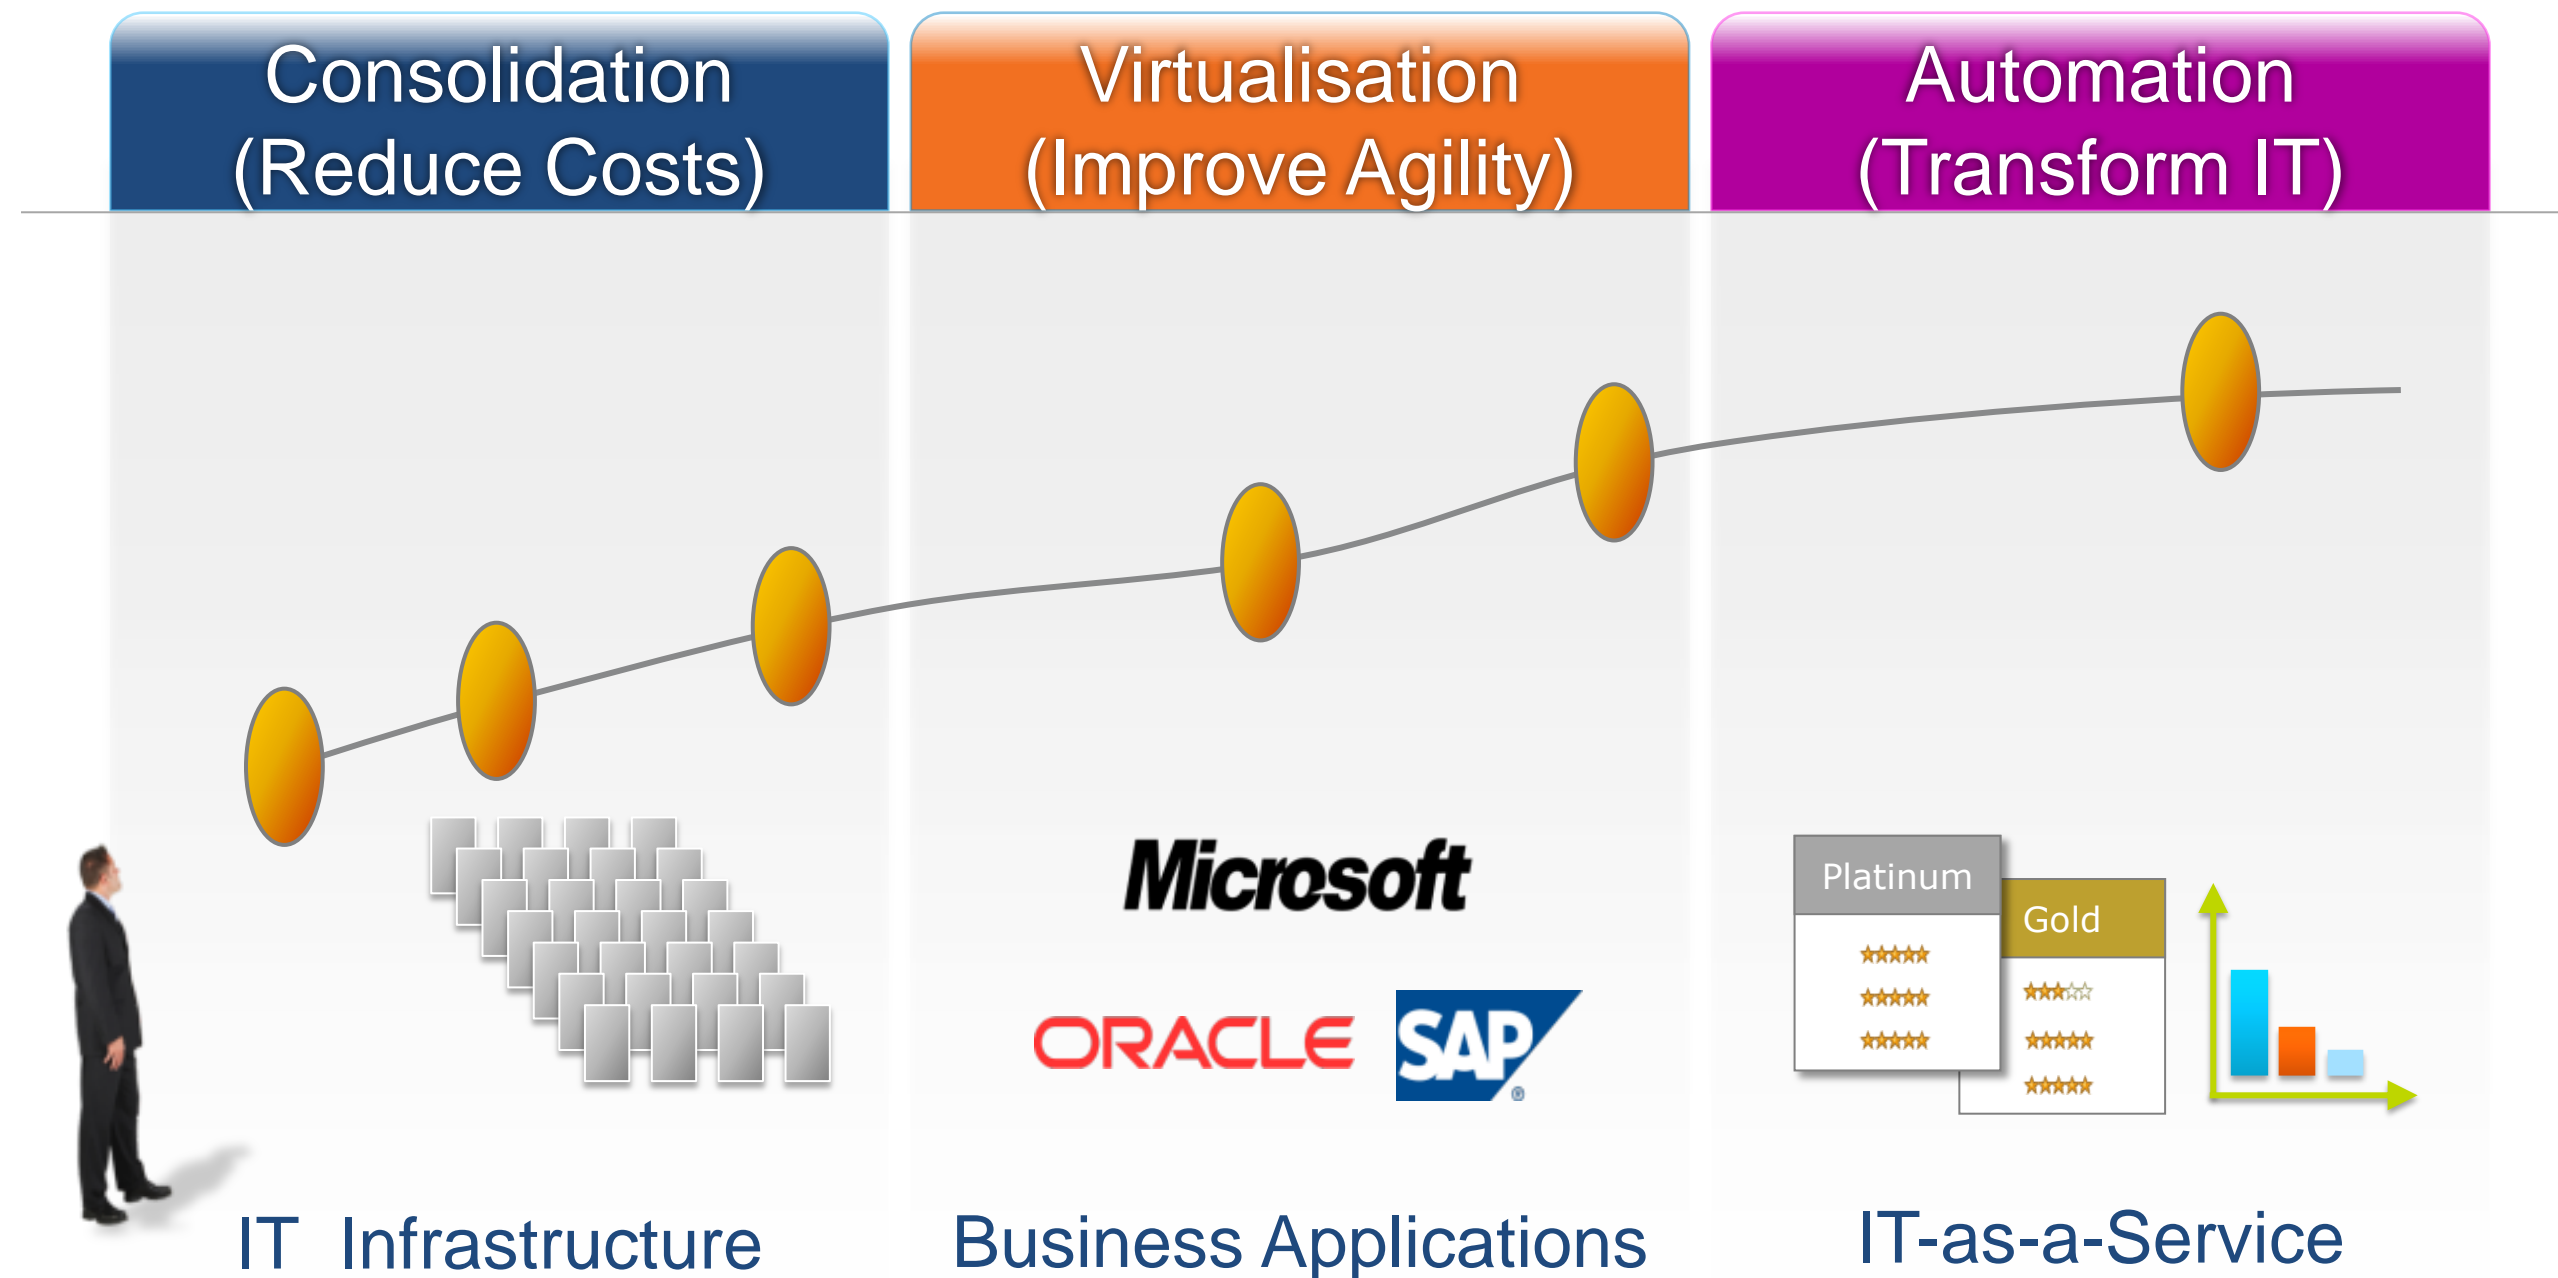 Consolidation
(Reduce Costs)
Virtualisation
(Improve Agility)
Automation
(Transform IT)
Microsoft
ORACLE
SAP
®
Platinum
Gold
IT Infrastructure
Business Applications
IT-as-a-Service